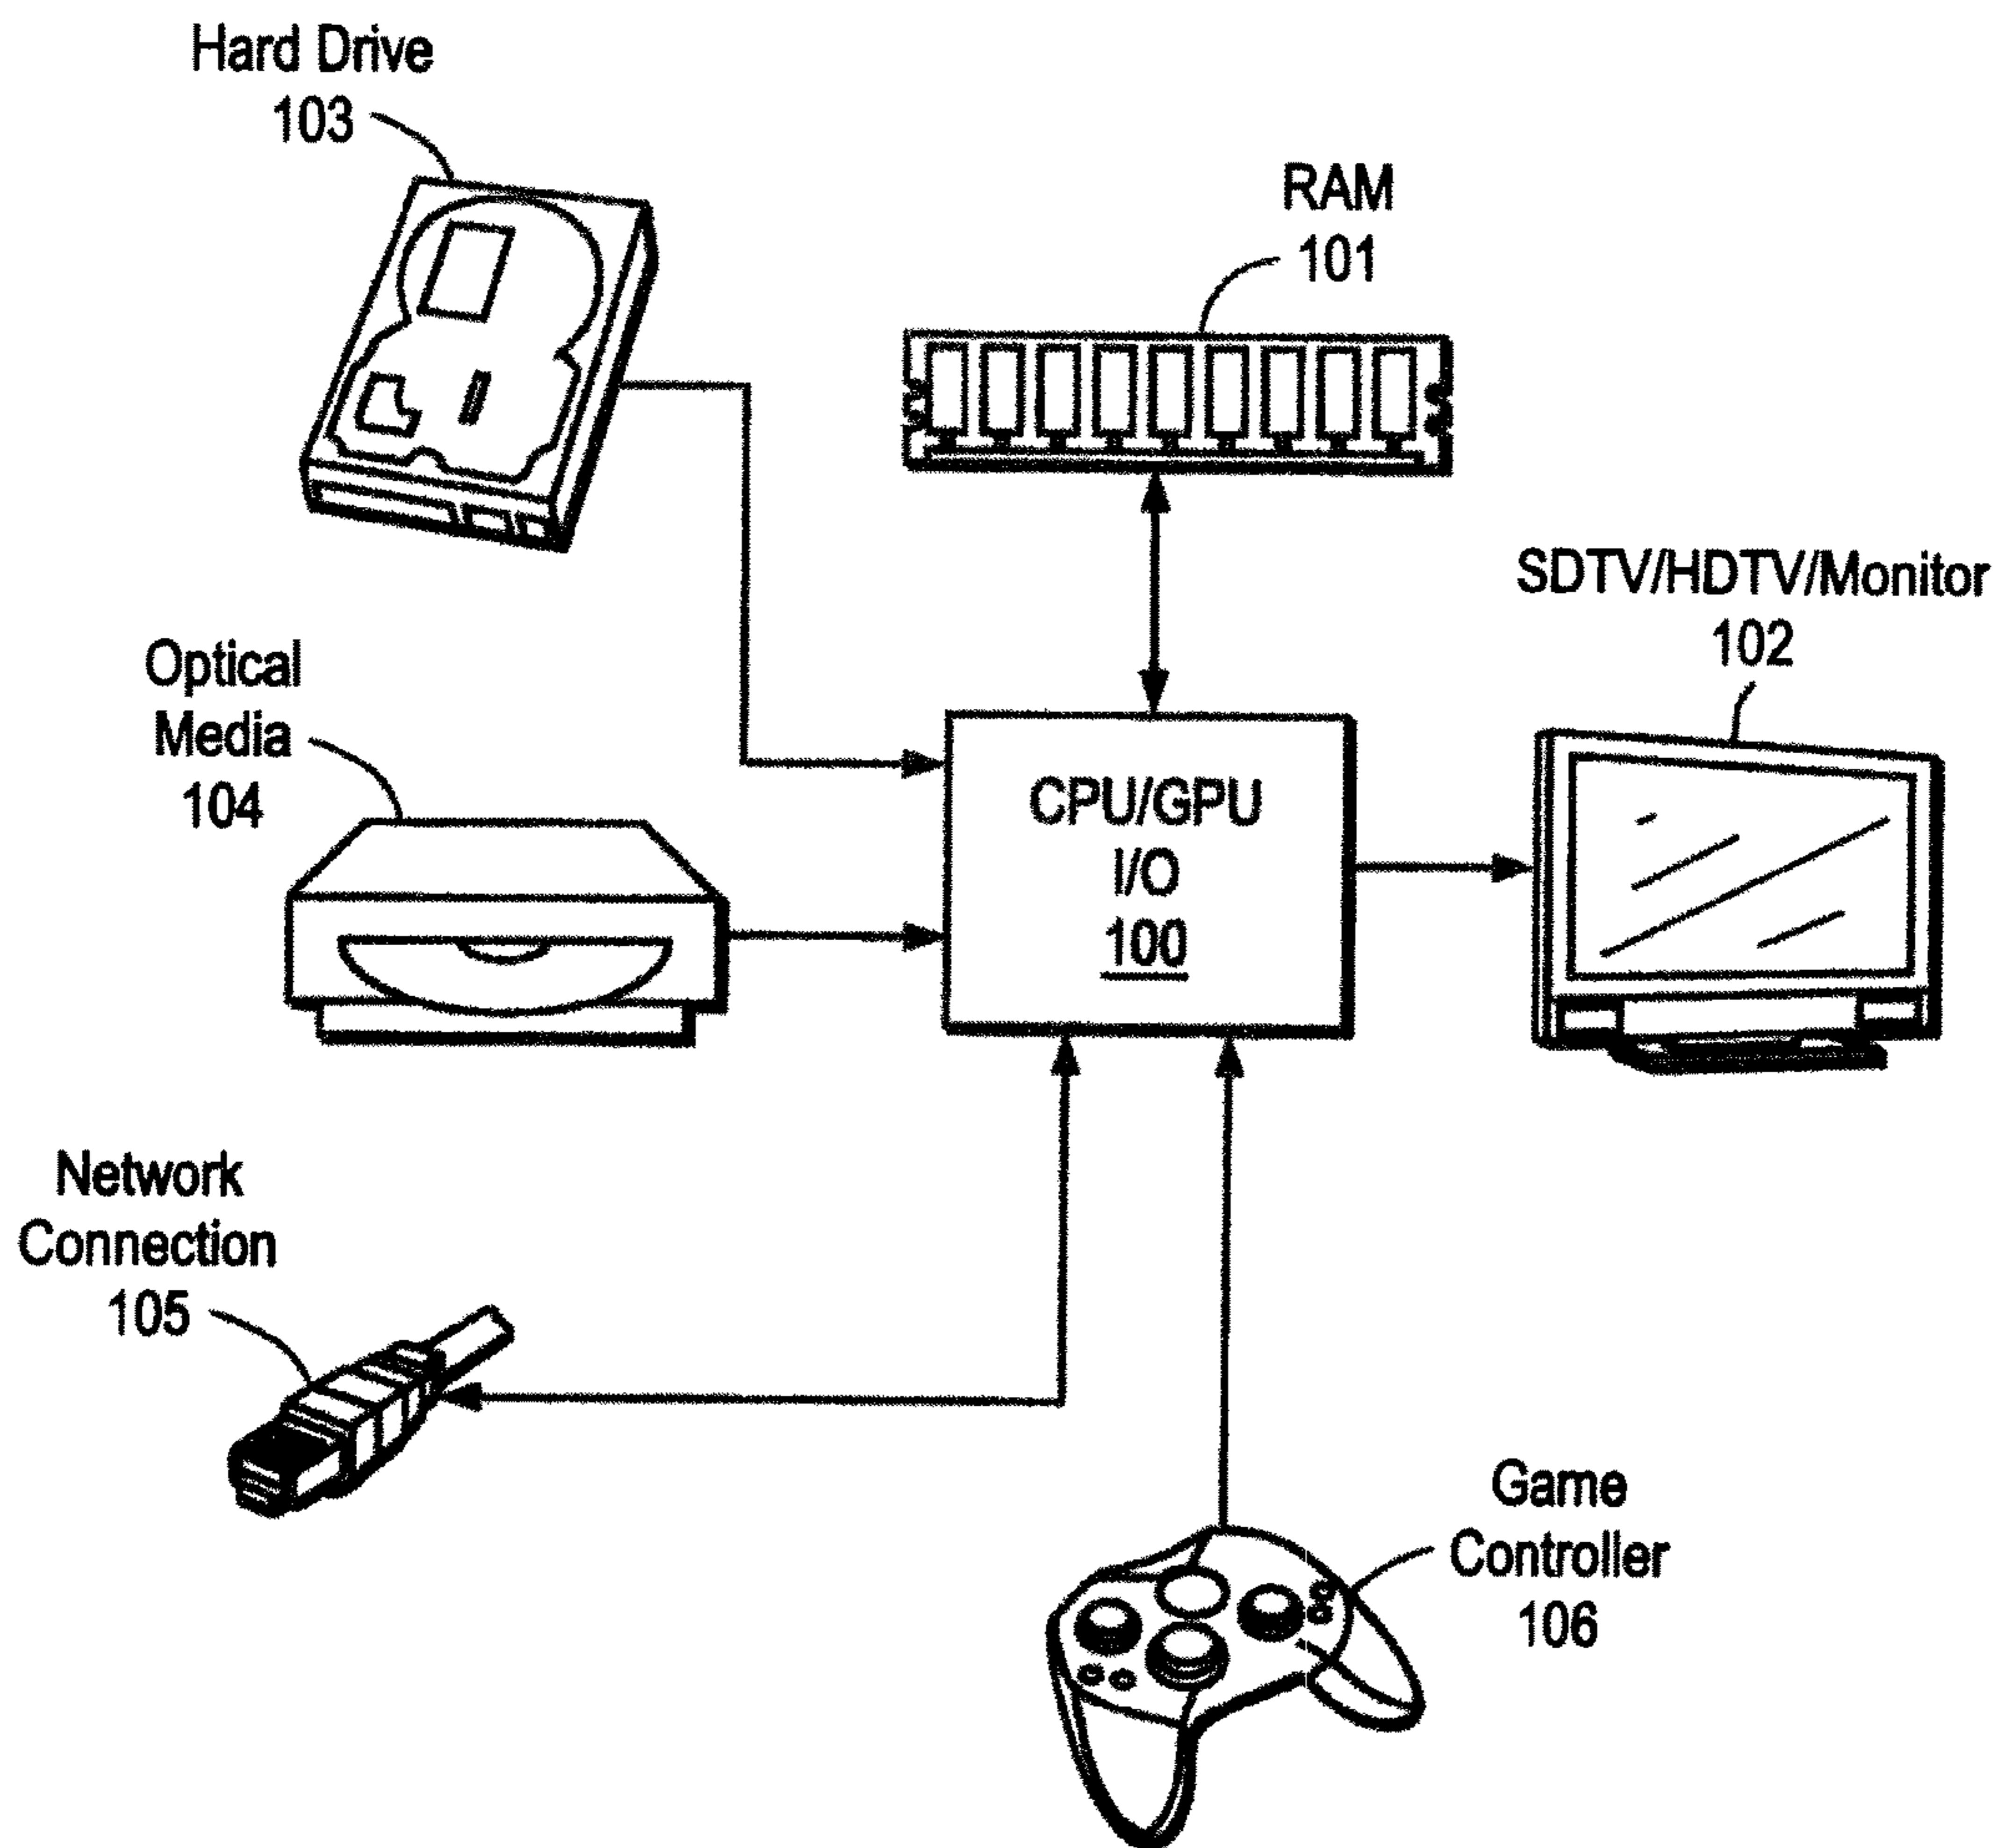 Hard Drive
103
RAM
101
SDTV/HDTV/Monitor
102
Optical
Media
104
CPU/GPU
I/O
100
Network
Connection
105
Game
Controller
106